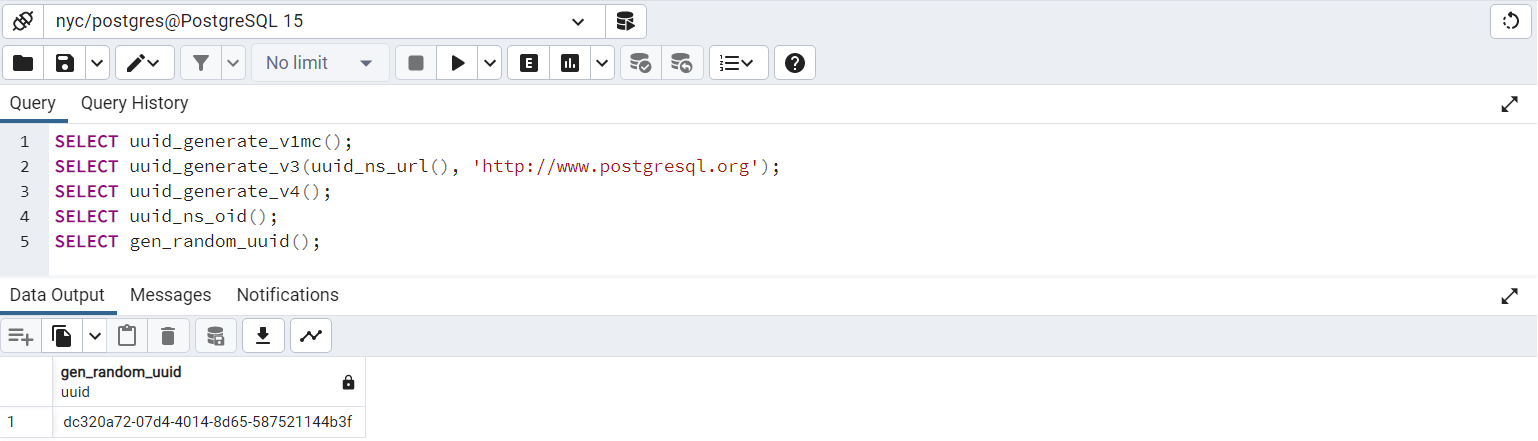 nyc/postgres@PostgreSQL 15
No limit E
Query Query History
1 SELECT uuid_generate_v1mc();
2 SELECT uuid_generate_v3(uuid_ns_url(), 'http://www.postgresql.org');
3 SELECT uuid_generate_v4();
4 SELECT uuid_ns_oid();
5 SELECT gen_random_uuid();
Data Output Messages Notifications
gen_random_uuid
uuid
1 dc320a72-07d4-4014-8d65-587521144b3f